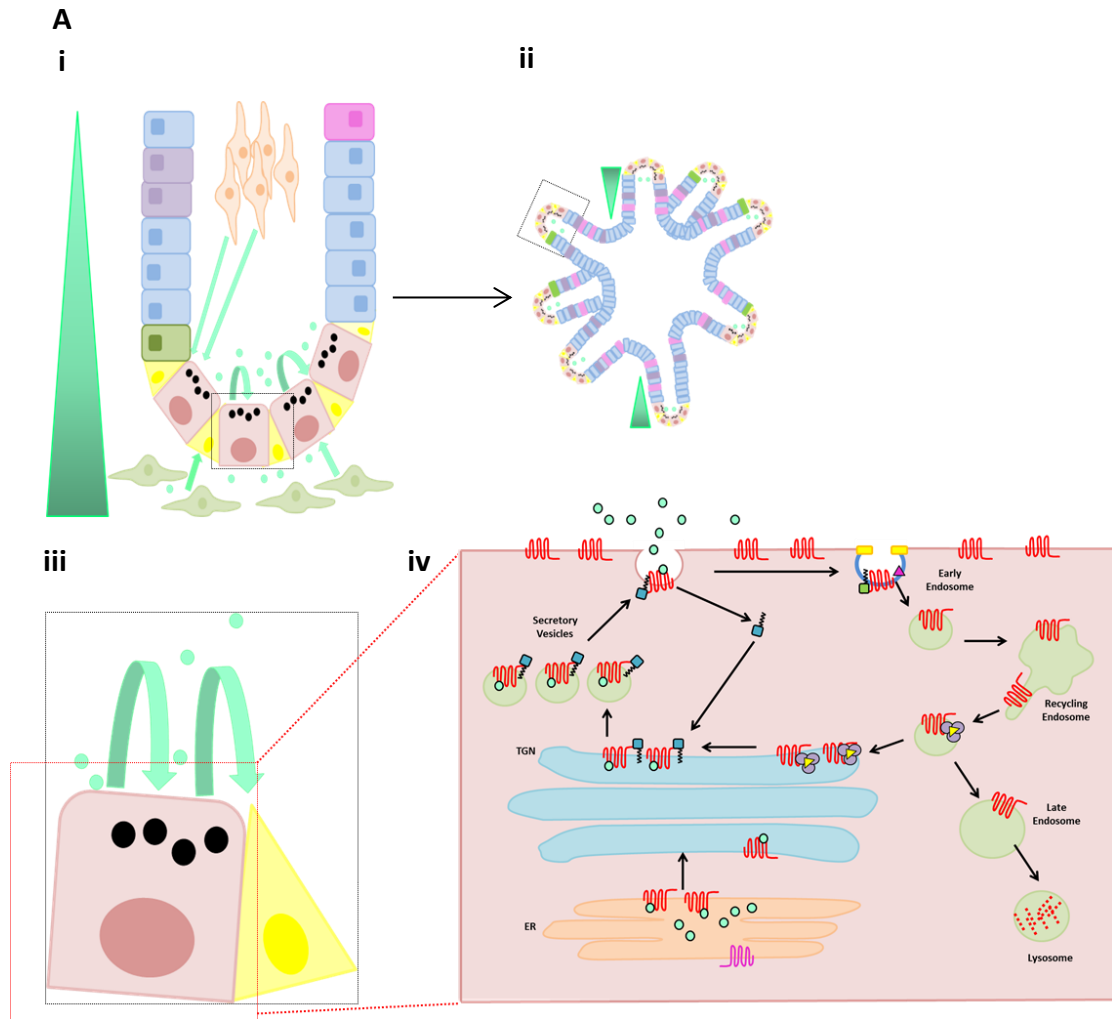 A
i
ii
iii
iv
Early
Endosome
Secretory
Vesicles
Recycling
Endosome
TGN
Late
Endosome
ER
Lysosome